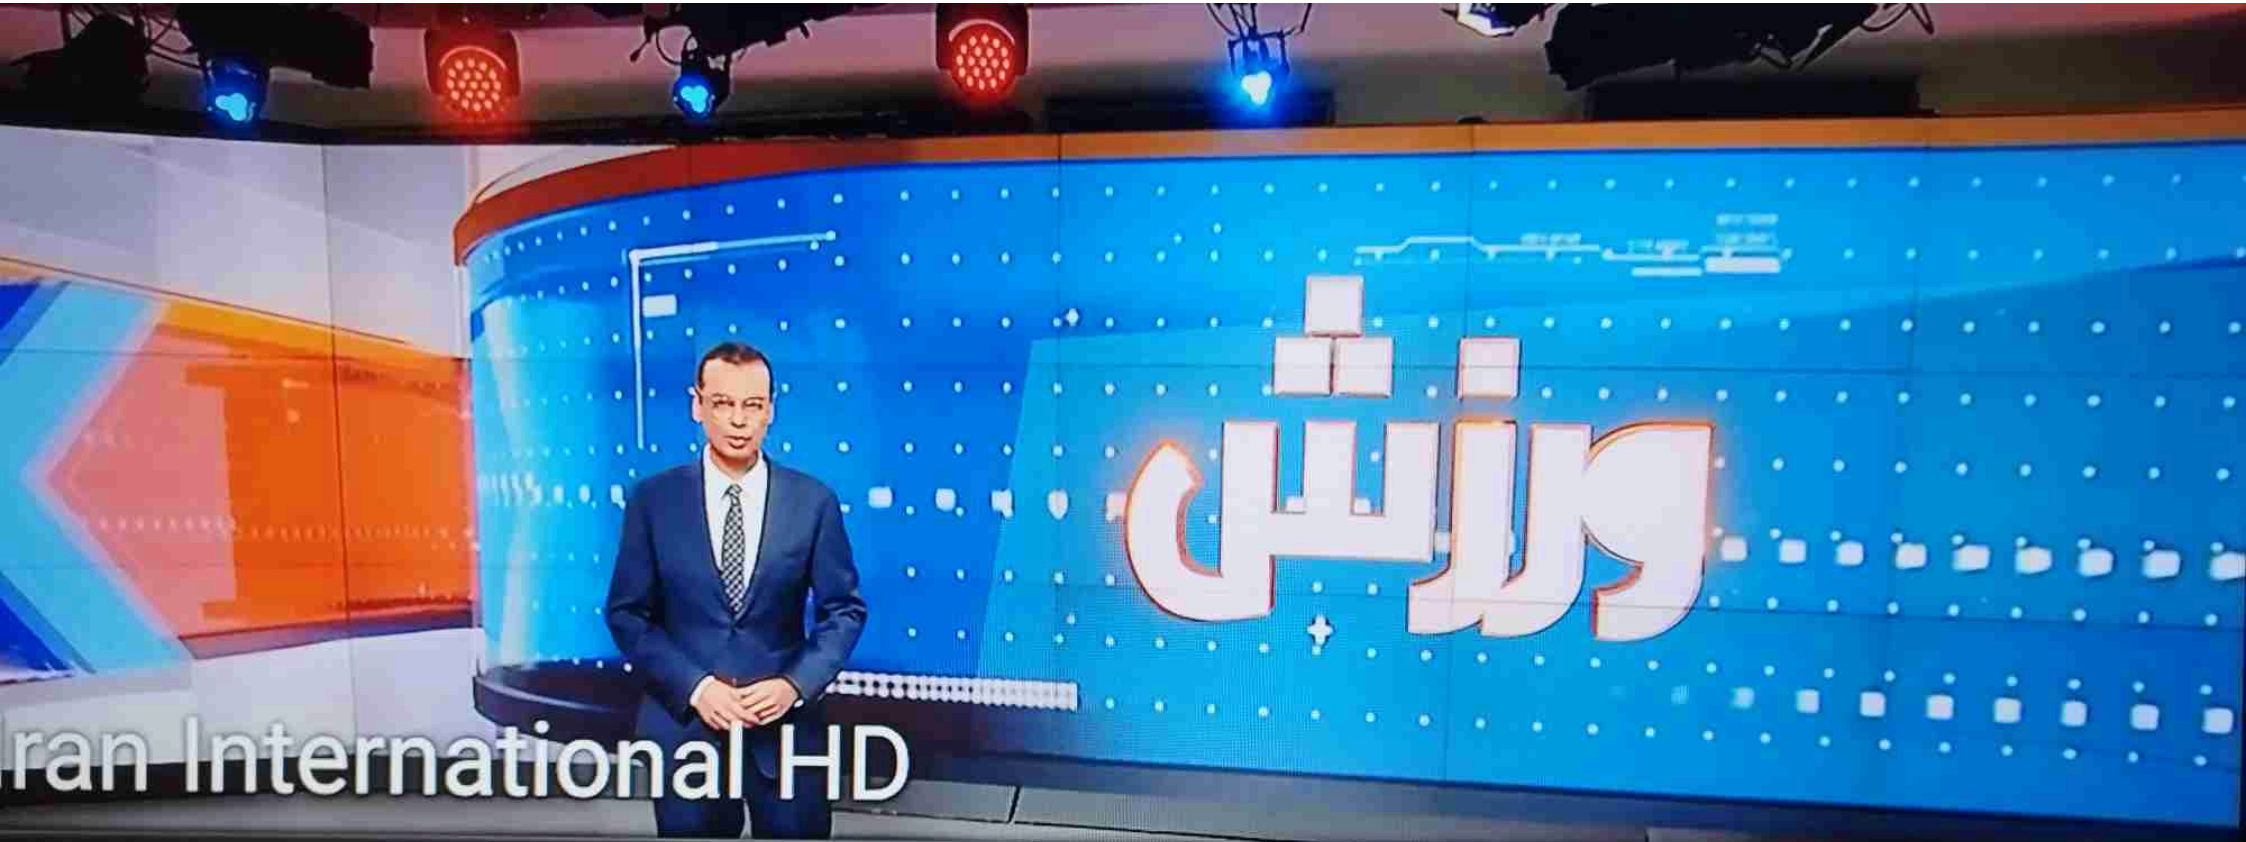 ورزش
Iran International HD